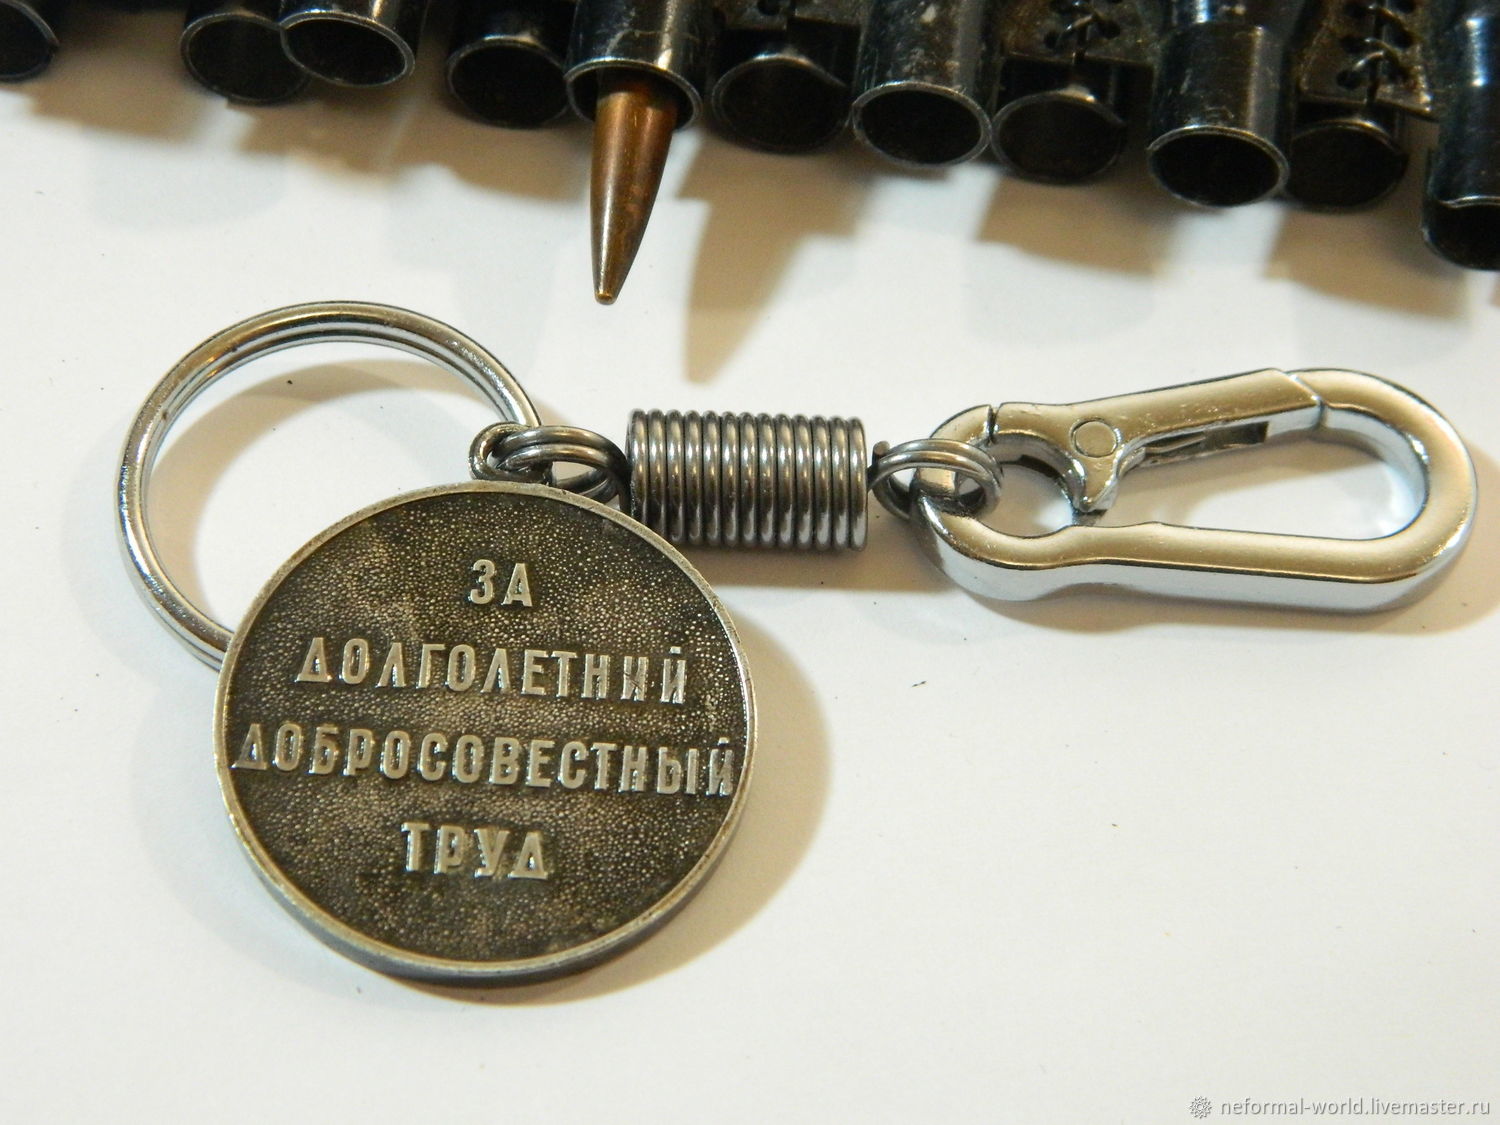 ЗА
ДОЛГОЛЕТНИЙ
ДОБРОСОВЕСТНЫЙ
ТРУД
neformal-world.livemaster.ru